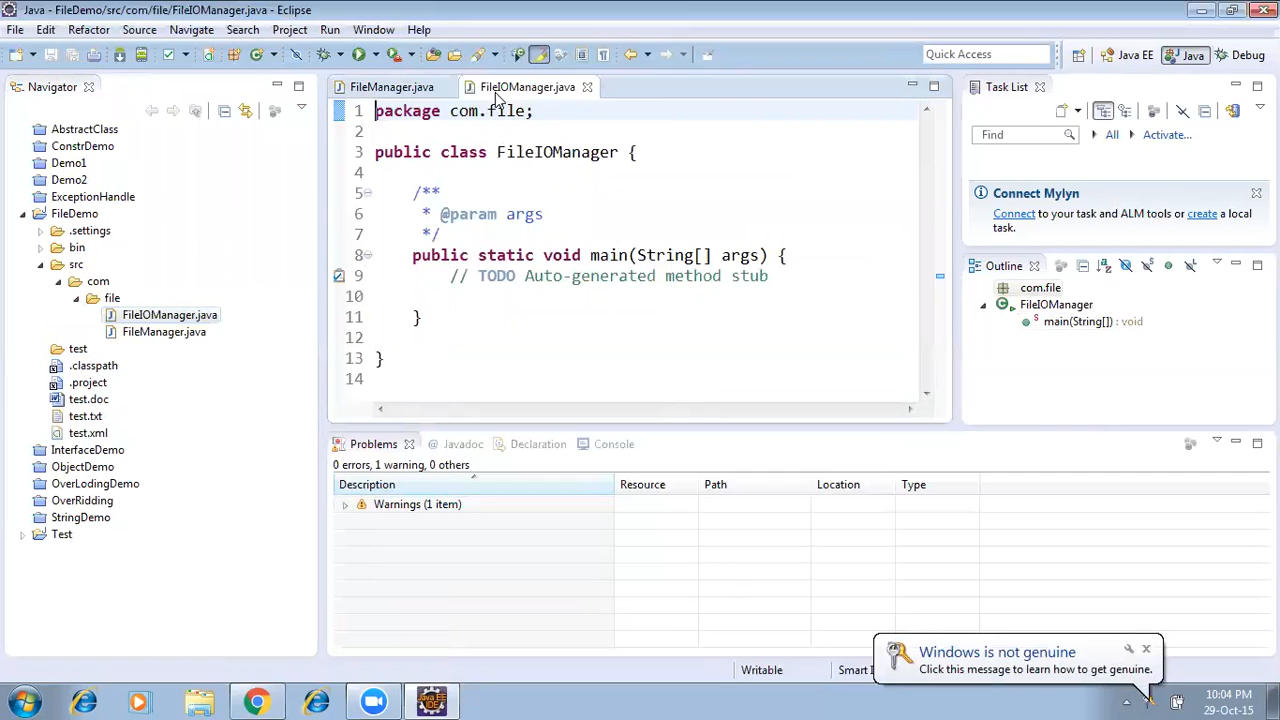 Java - FileDemo/src/com/file/FileIOManager.java - Eclipse
File Edit Refactor Source Navigate Search Project Run Window Help
Quick Access Java EE Java Debug
Navigator
AbstractClass
ConstrDemo
Demo1
Demo2
ExceptionHandle
FileDemo
.settings
bin
src
com
file
FileIOManager.java
FileManager.java
test
.classpath
.project
test.doc
test.txt
test.xml
InterfaceDemo
ObjectDemo
OverLodingDemo
OverRidding
StringDemo
Test
FileManager.java FileIOManager.java
1 package com.file;
2
3 public class FileIOManager {
4
5 /**
6 * @param args
7 */
8 public static void main(String[] args) {
9 // TODO Auto-generated method stub
10
11 }
12
13 }
14
Task List
Find All Activate...
Connect Mylyn
Connect to your task and ALM tools or create a local
task.
Outline
com.file
FileIOManager
main(String[]) : void
Problems @ Javadoc Declaration Console
0 errors, 1 warning, 0 others
Description Resource Path Location Type
Warnings (1 item)
Writable Smart I
Windows is not genuine
Click this message to learn how to get genuine.
Java EE
IDE
10:04 PM
29-Oct-15